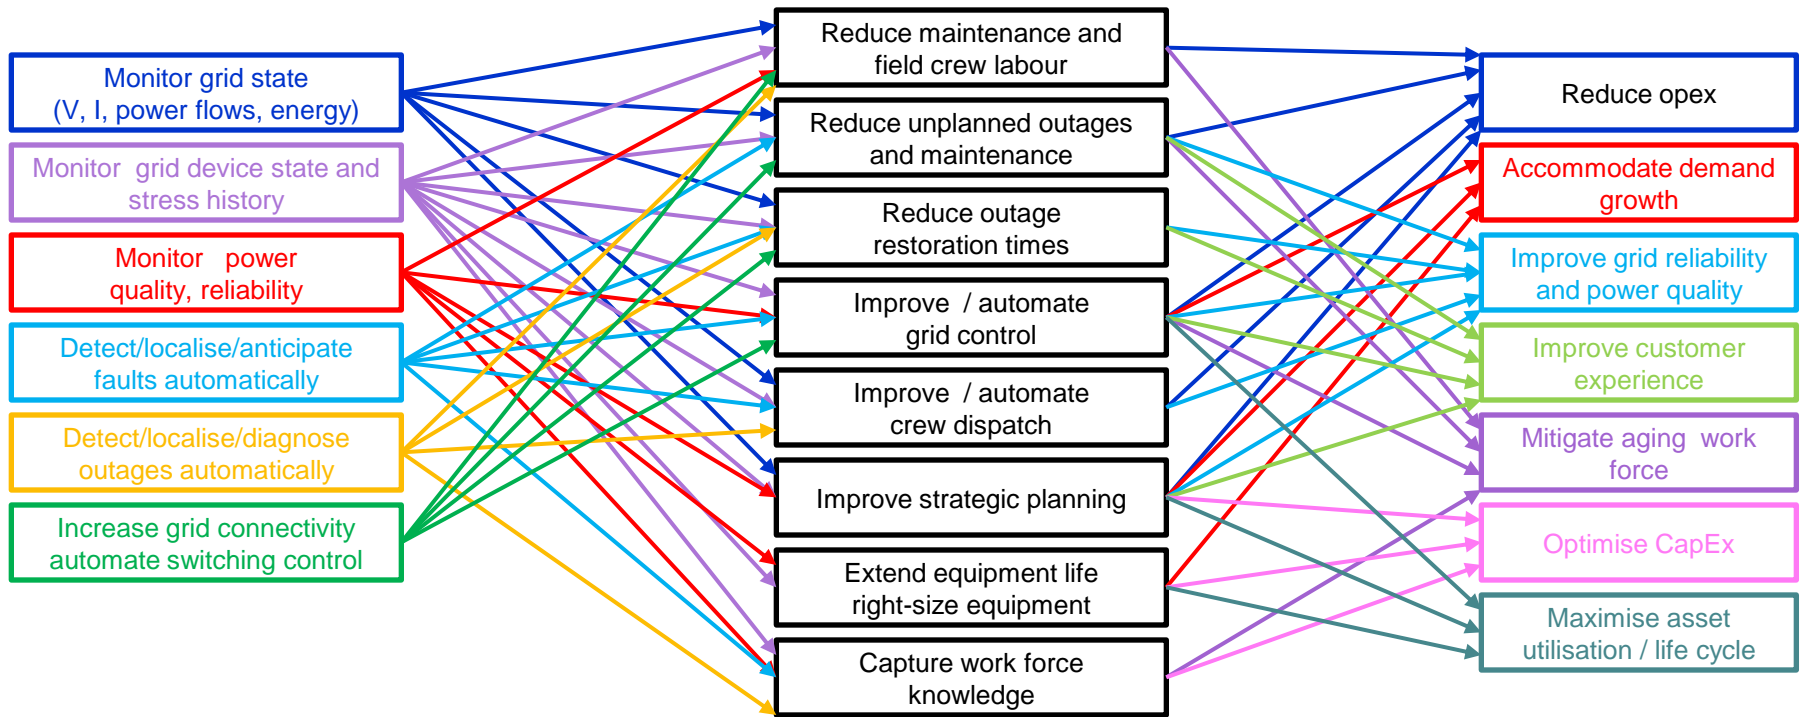 Monitor grid state
(V, I, power flows, energy)
Monitor grid device state and
stress history
Monitor power
quality, reliability
Detect/localise/anticipate
faults automatically
Detect/localise/diagnose
outages automatically
Increase grid connectivity
automate switching control
Reduce maintenance and
field crew labour
Reduce unplanned outages
and maintenance
Reduce outage
restoration times
Improve / automate
grid control
Improve / automate
crew dispatch
Improve strategic planning
Extend equipment life
right-size equipment
Capture work force
knowledge
Reduce opex
Accommodate demand
growth
Improve grid reliability
and power quality
Improve customer
experience
Mitigate aging work
force
Optimise CapEx
Maximise asset
utilisation / life cycle